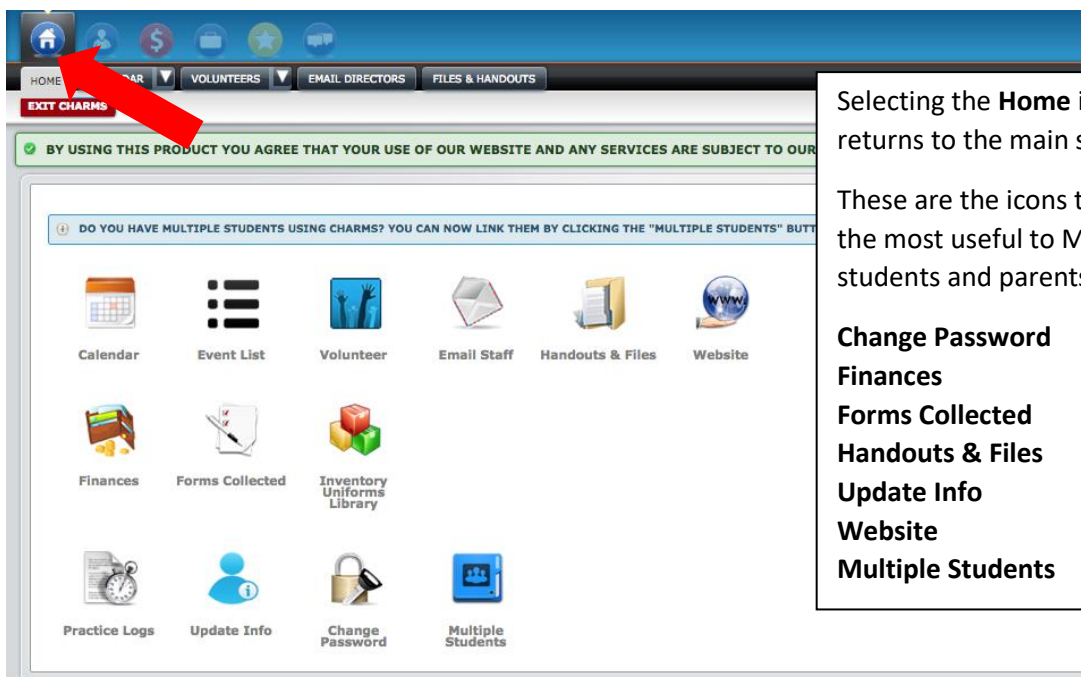 HOME
DAR
VOLUNTEERS
EMAIL DIRECTORS
FILES & HANDOUTS
EXIT CHARMS
BY USING THIS PRODUCT YOU AGREE THAT YOUR USE OF OUR WEBSITE AND ANY SERVICES ARE SUBJECT TO OUR
DO YOU HAVE MULTIPLE STUDENTS USING CHARMS? YOU CAN NOW LINK THEM BY CLICKING THE "MULTIPLE STUDENTS" BUTT
Calendar
Event List
Volunteer
Email Staff
Handouts & Files
Website
www.
Finances
Forms Collected
Inventory
Uniforms
Library
Practice Logs
Update Info
Change
Password
Multiple
Students
Selecting the Home i
returns to the main s
These are the icons t
the most useful to M
students and parents
Change Password
Finances
Forms Collected
Handouts & Files
Update Info
Website
Multiple Students